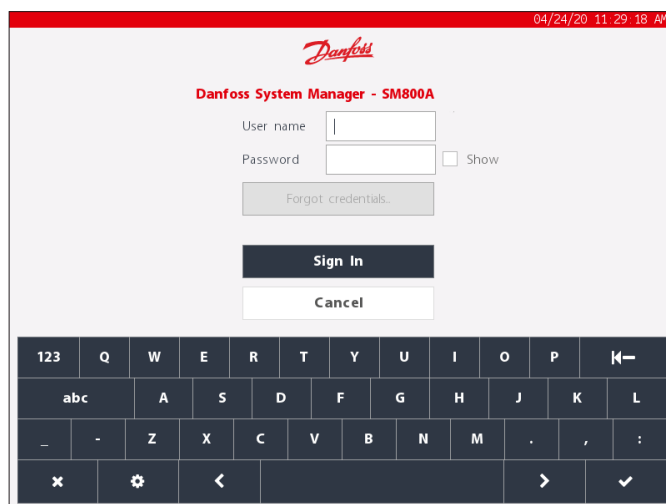 04/24/20 11:29:18 AM
Danfoss
Danfoss System Manager - SM800A
User name
Password Show
Forgot credentials..
Sign In
Cancel
123 Q W E R T Y U I O P
abc A S D F G H J K L
_ - Z X C V B N M . , :